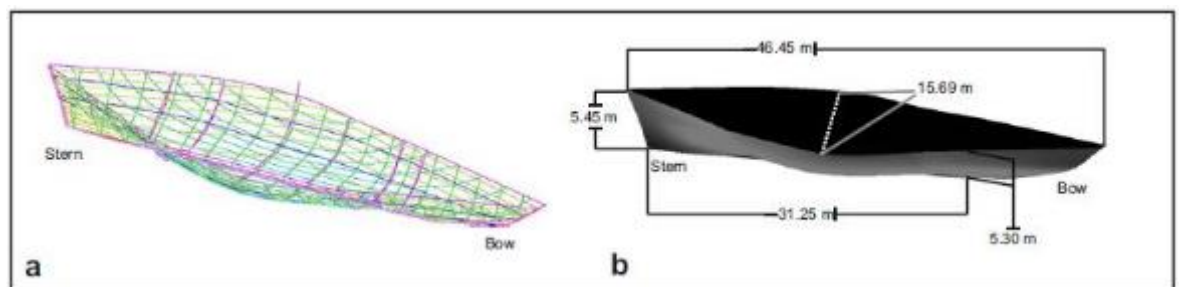 Stern
Bow
a
46.45 m
15.69 m
5.45 m
Stern
Bow
31.25 m
5.30 m
b